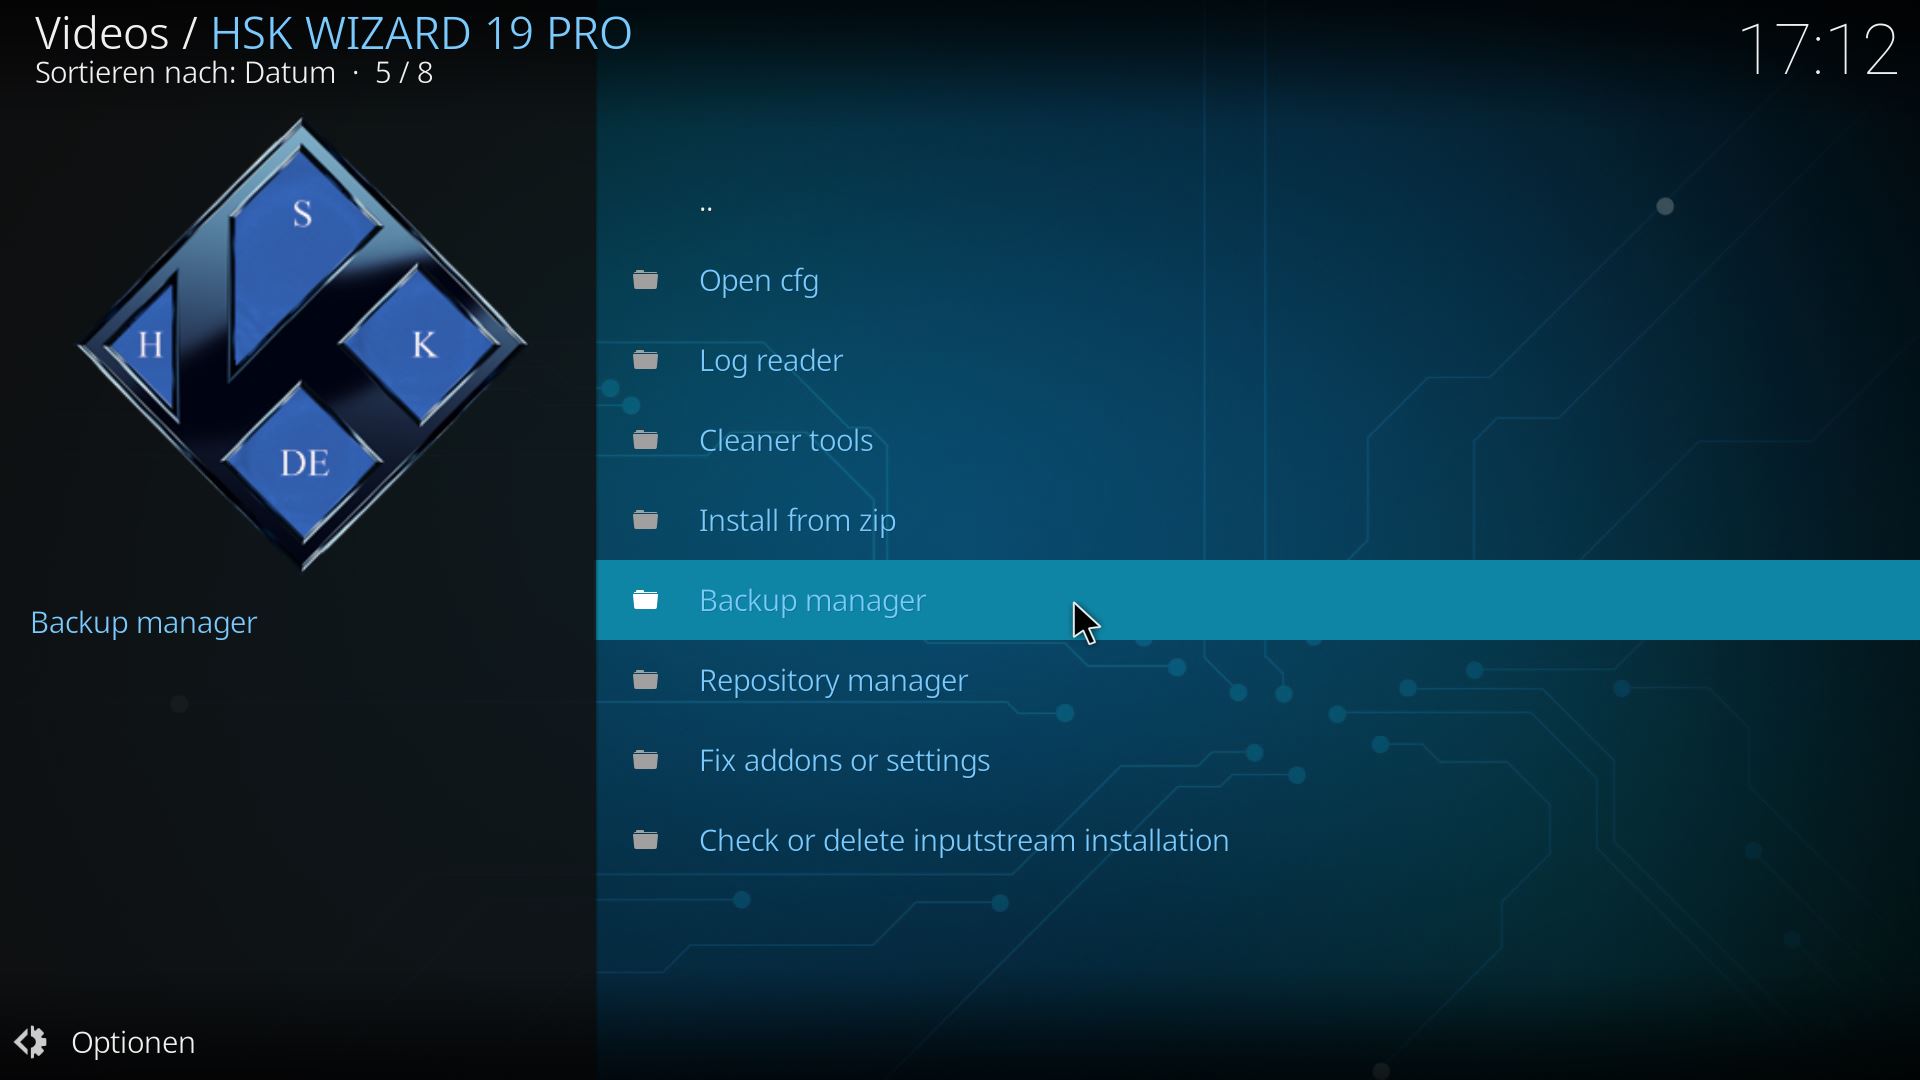 Videos / HSK WIZARD 19 PRO
Sortieren nach: Datum · 5 / 8
17:12
S
H
K
DE
Backup manager
..
Open cfg
Log reader
Cleaner tools
Install from zip
Backup manager
Repository manager
Fix addons or settings
Check or delete inputstream installation
Optionen